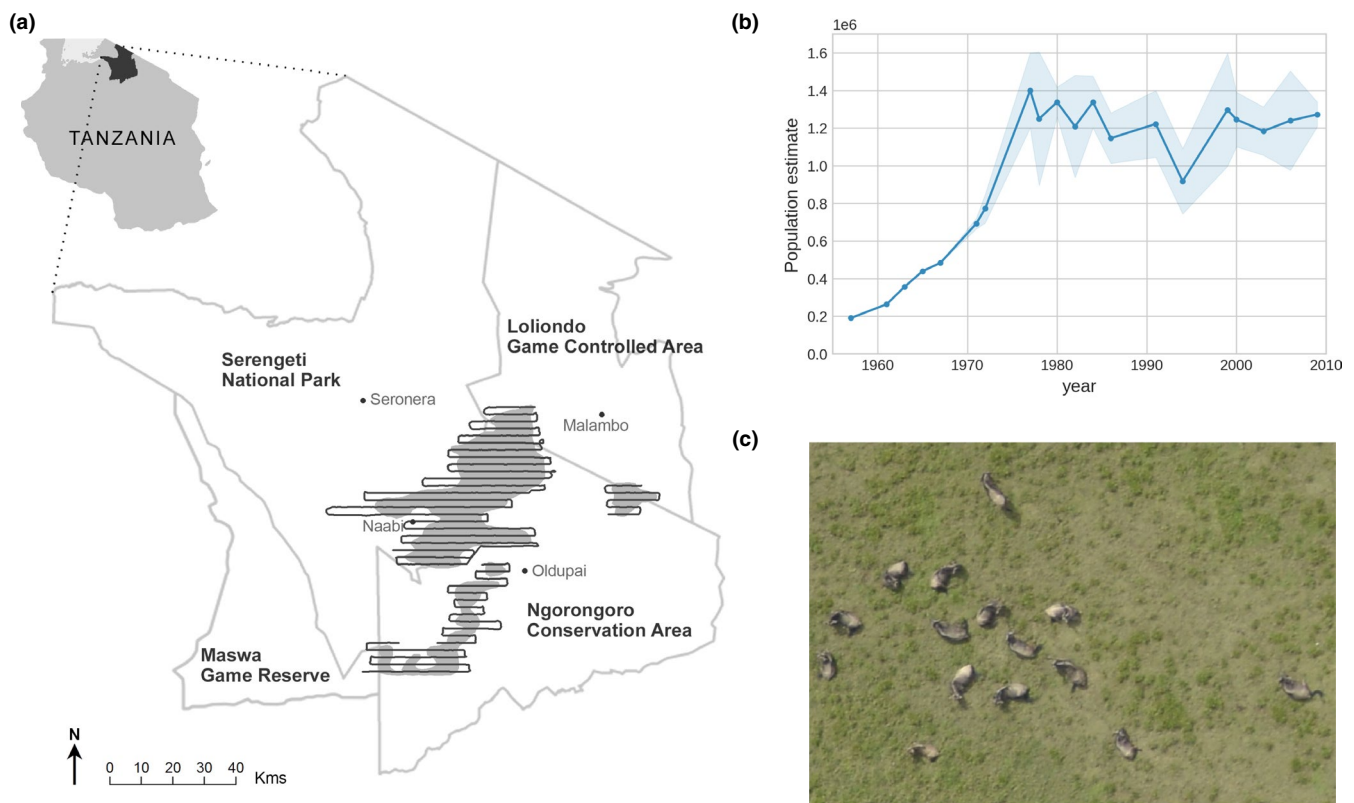 (a)
TANZANIA
Serengeti
National Park
Seronera
Loliondo
Game Controlled Area
Malambo
Naabi
Oldupai
Ngorongoro
Conservation Area
Maswa
Game Reserve
N
0 10 20 30 40 Kms
(b)
1e6
1.6
1.4
1.2
1.0
0.8
0.6
0.4
0.2
0.0
Population estimate
1960 1970 1980 1990 2000 2010
year
(c)